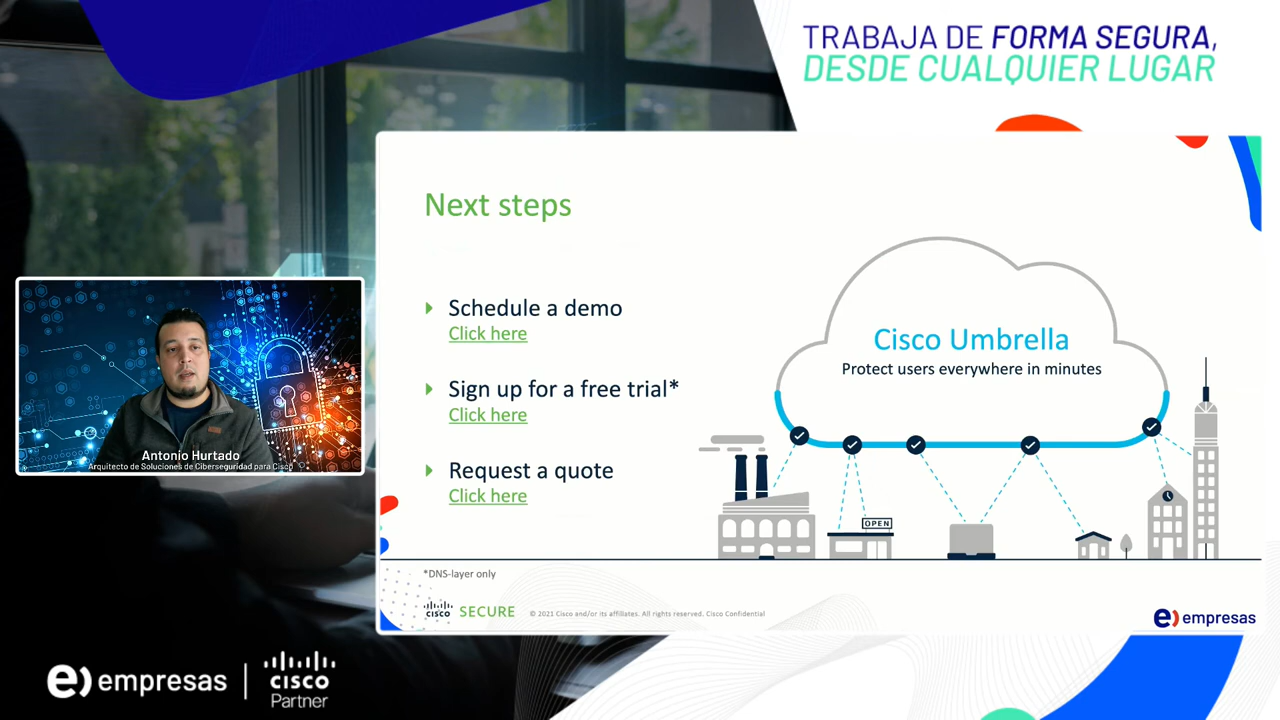 TRABAJA DE FORMA SEGURA,
DESDE CUALQUIER LUGAR
Next steps
Schedule a demo
Click here
Sign up for a free trial*
Click here
Request a quote
Click here
Cisco Umbrella
Protect users everywhere in minutes
OPEN
*DNS-layer only
cisco SECURE
© 2021 Cisco and/or its affiliates. All rights reserved. Cisco Confidential
e) empresas
Antonio Hurtado
Arquitecto de Soluciones de Ciberseguridad para Cisco
e) empresas
cisco
Partner